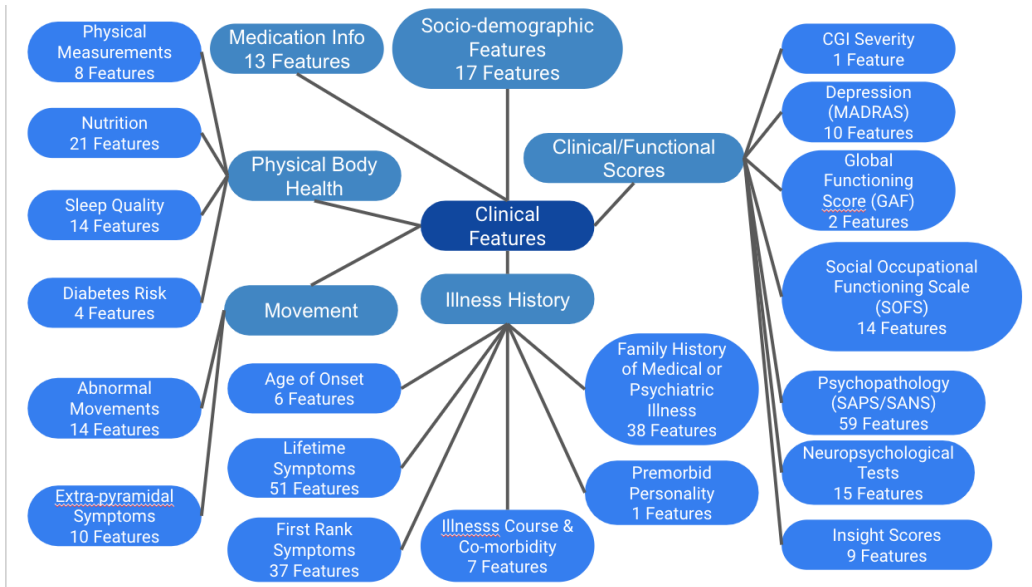 Physical
Measurements
8 Features
Medication Info
13 Features
Socio-demographic
Features
17 Features
CGI Severity
1 Feature
Nutrition
21 Features
Depression
(MADRAS)
10 Features
Physical Body
Health
Clinical/Functional
Scores
Global
Functioning
Score (GAF)
2 Features
Sleep Quality
14 Features
Clinical
Features
Social Occupational
Functioning Scale
(SOFS)
14 Features
Diabetes Risk
4 Features
Movement
Illness History
Abnormal
Movements
14 Features
Age of Onset
6 Features
Family History
of Medical or
Psychiatric
Illness
38 Features
Psychopathology
(SAPS/SANS)
59 Features
Lifetime
Symptoms
51 Features
Premorbid
Personality
1 Features
Neuropsychological
Tests
15 Features
Extra-pyramidal
Symptoms
10 Features
First Rank
Symptoms
37 Features
Illnesss Course &
Co-morbidity
7 Features
Insight Scores
9 Features